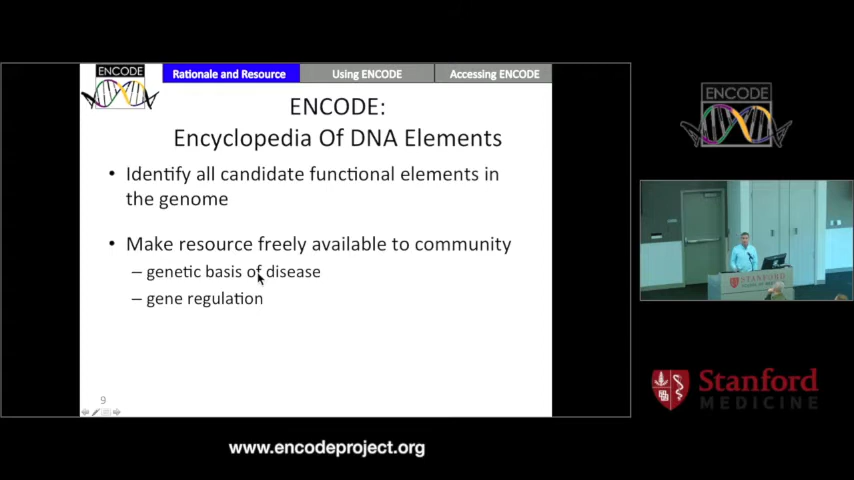 ENCODE
Rationale and Resource
Using ENCODE
Accessing ENCODE
ENCODE:
Encyclopedia Of DNA Elements
• Identify all candidate functional elements in
the genome
• Make resource freely available to community
– genetic basis of disease
– gene regulation
9
ENCODE
STANFORD
Stanford
MEDICINE
www.encodeproject.org